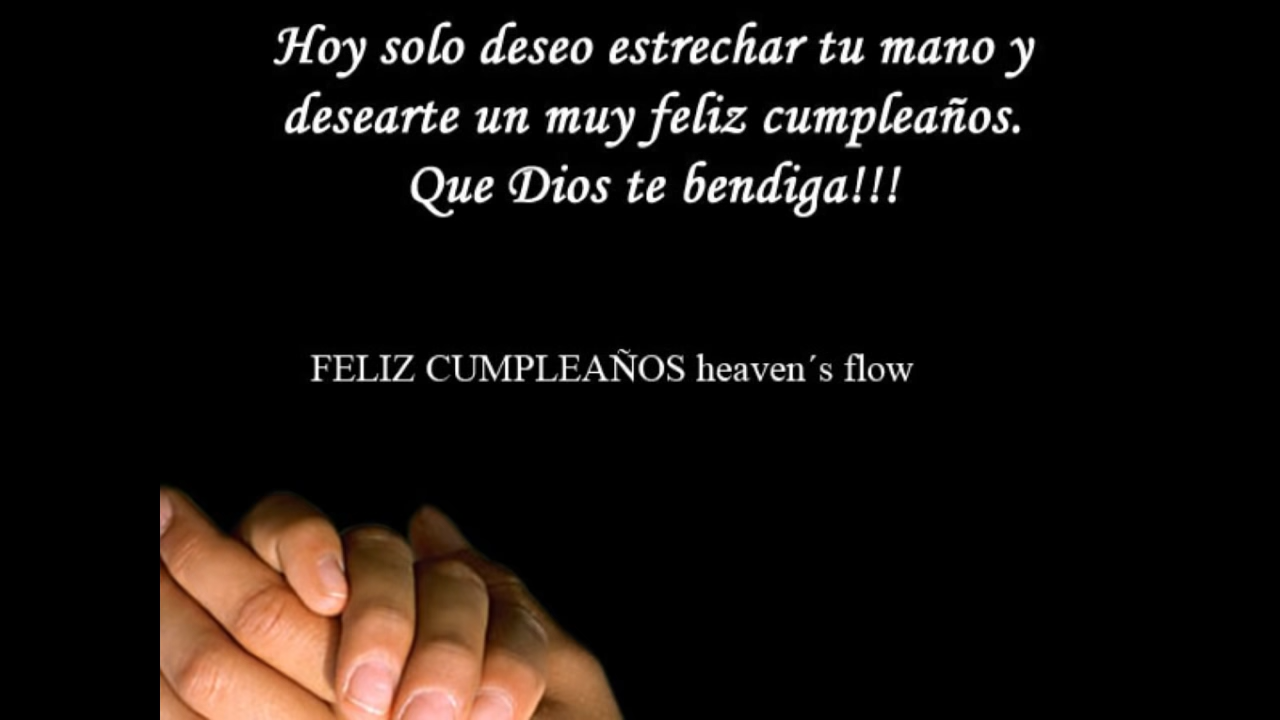 Hoy solo deseo estrechar tu mano y
desearte un muy feliz cumpleaños.
Que Dios te bendiga!!!
FELIZ CUMPLEAÑOS heaven´s flow